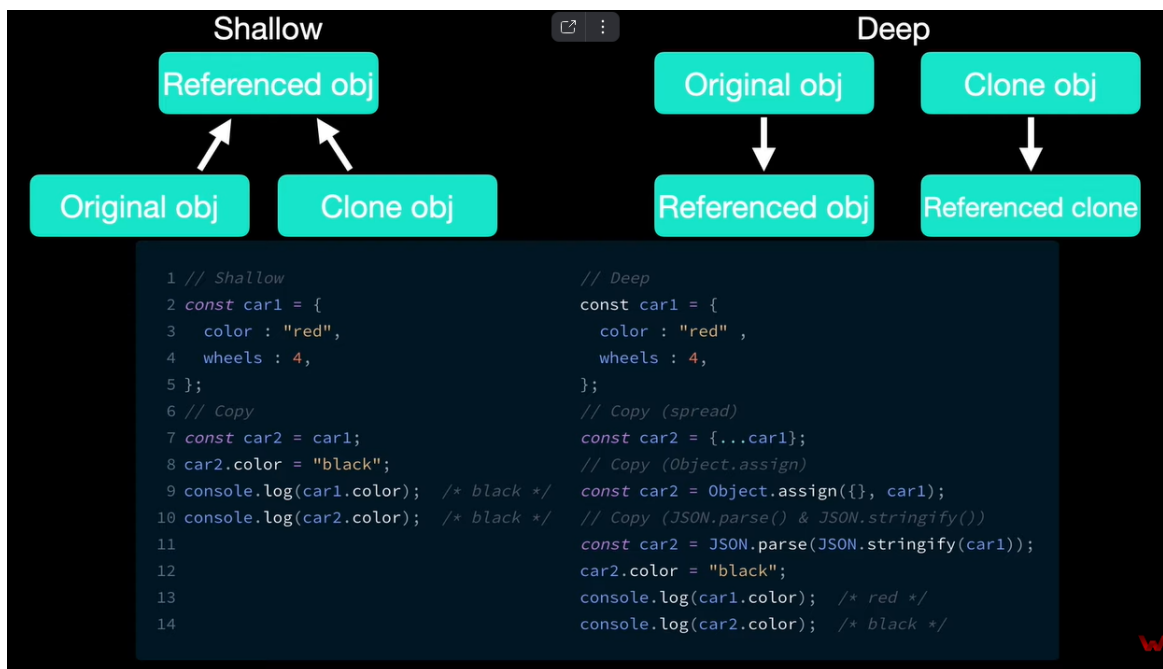 Shallow
Referenced obj
Original obj
Clone obj
Deep
Original obj
Clone obj
Referenced obj
Referenced clone
1 // Shallow
2 const car1 = {
3   color : "red",
4   wheels : 4,
5 };
6 // Copy
7 const car2 = car1;
8 car2.color = "black";
9 console.log(car1.color);  /* black */
10 console.log(car2.color);  /* black */
11
12
13
14
// Deep
const car1 = {
  color : "red" ,
  wheels : 4,
};
// Copy (spread)
const car2 = {...car1};
// Copy (Object.assign)
const car2 = Object.assign({}, car1);
// Copy (JSON.parse() & JSON.stringify())
const car2 = JSON.parse(JSON.stringify(car1));
car2.color = "black";
console.log(car1.color);  /* red */
console.log(car2.color);  /* black */